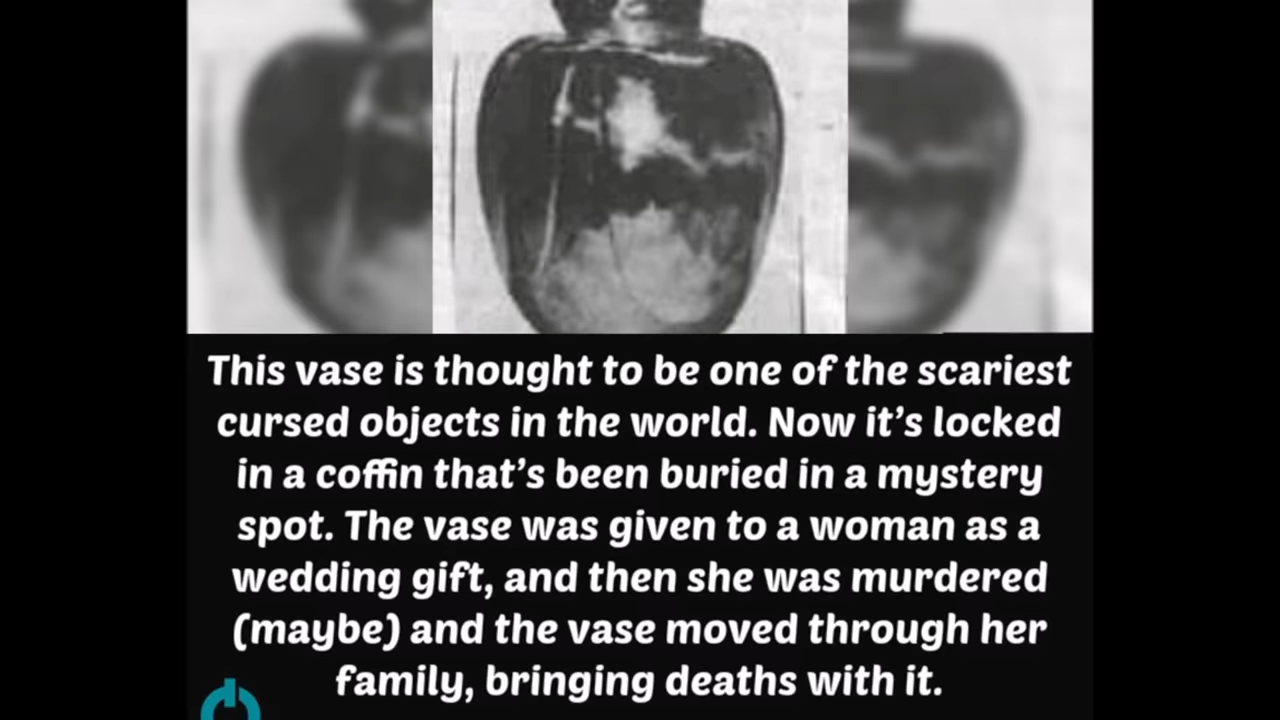 This vase is thought to be one of the scariest
cursed objects in the world. Now it’s locked
in a coffin that’s been buried in a mystery
spot. The vase was given to a woman as a
wedding gift, and then she was murdered
(maybe) and the vase moved through her
family, bringing deaths with it.